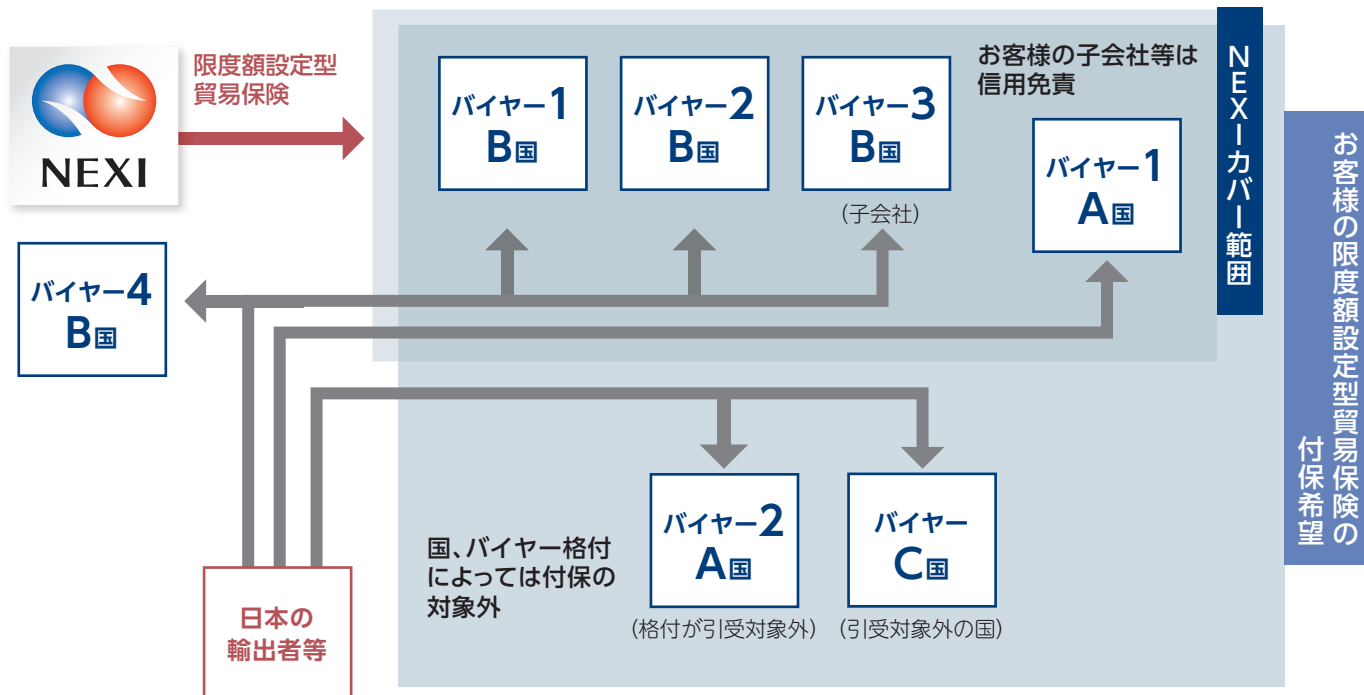 NEXI
限度額設定型
貿易保険
バイヤー1
B国
バイヤー2
B国
バイヤー3
B国
(子会社)
お客様の子会社等は
信用免責
バイヤー1
A国
NEXIカバー範囲
お客様の限度額設定型貿易保険の
付保希望
バイヤー4
B国
国、バイヤー格付
によっては付保の
対象外
バイヤー2
A国
(格付が引受対象外)
バイヤー
C国
(引受対象外の国)
日本の
輸出者等